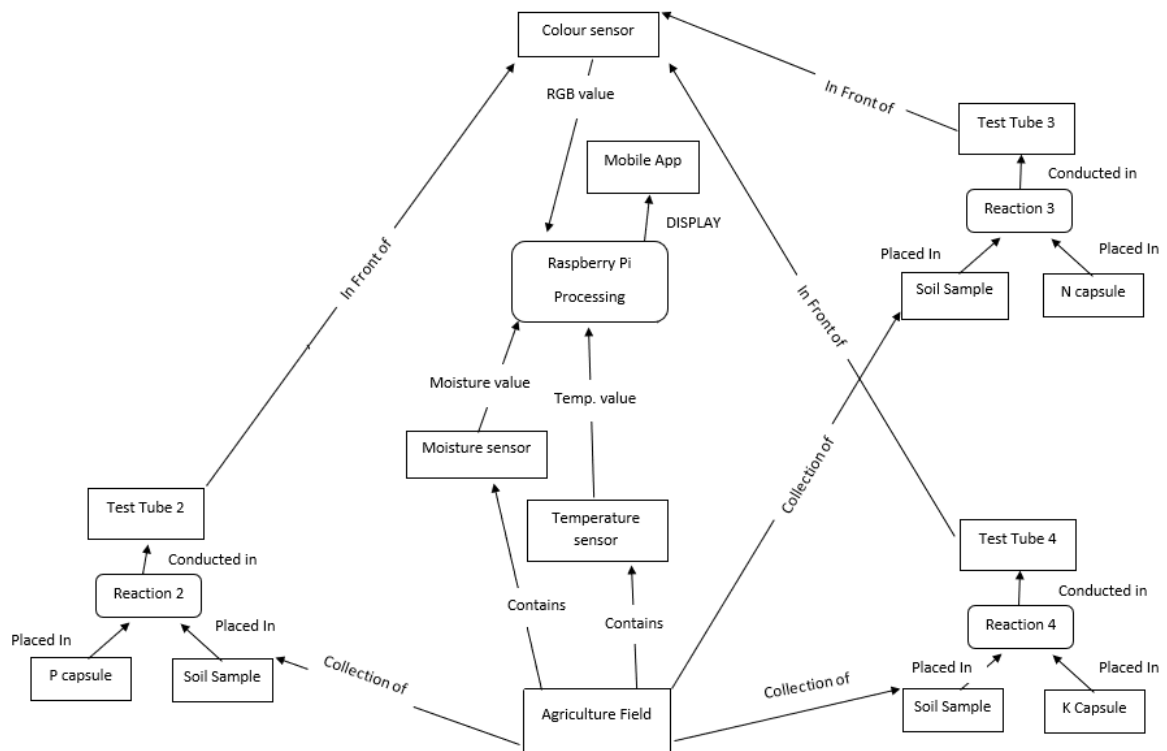 Colour sensor
RGB value
In Front of
Test Tube 3
Mobile App
Conducted in
Reaction 3
DISPLAY
Placed In
Placed In
Raspberry Pi
Processing
Soil Sample
N capsule
In Front of
In Front of
Moisture value
Temp. value
Moisture sensor
Collection of
Test Tube 2
Temperature
sensor
Test Tube 4
Conducted in
Reaction 2
Conducted in
Contains
Contains
Reaction 4
Placed In
Placed In
Placed In
Placed In
P capsule
Soil Sample
Collection of
Collection of
Agriculture Field
Soil Sample
K Capsule